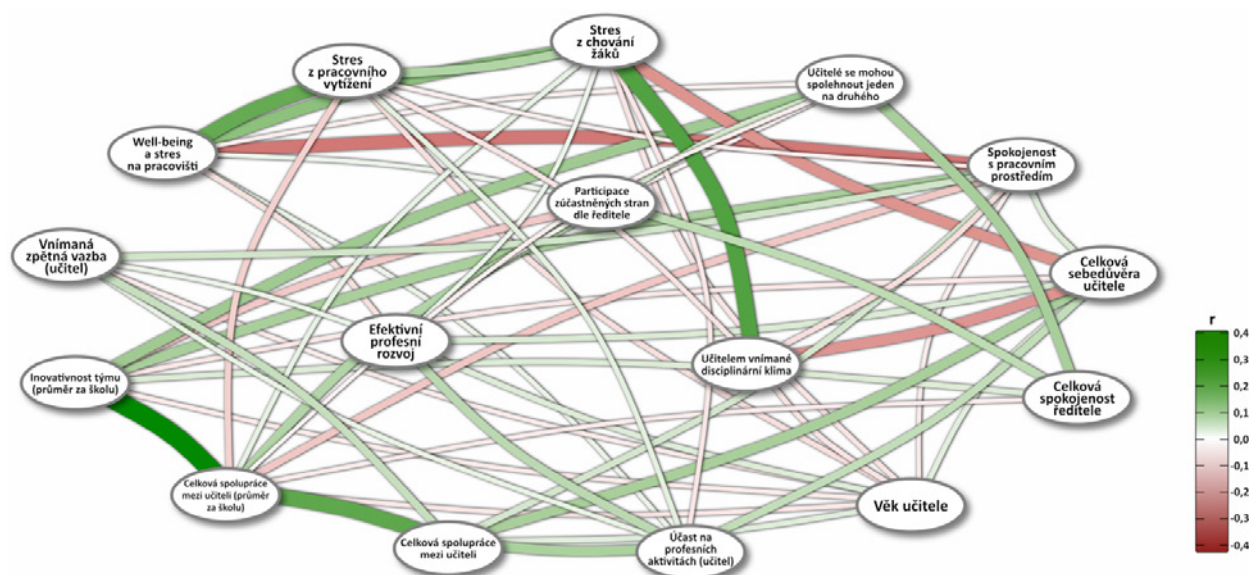 Stres
z chování
žáků
Stres
z pracovního
vytížení
Učitelé se mohou
spolehnout jeden
na druhého
Well-being
a stres
na pracovišti
Spokojenost
s pracovním
prostředím
Participace
zúčastněných stran
dle ředitele
Vnímaná
zpětná vazba
(učitel)
Celková
sebedůvěra
učitele
Efektivní
profesní
rozvoj
Učitelem vnímané
disciplinární klima
Inovativnost týmu
(průměr za školu)
Celková
spokojenost
ředitele
Celková spolupráce
mezi učiteli (průměr
za školu)
Věk učitele
Celková spolupráce
mezi učiteli
Účast na
profesních
aktivitách (učitel)
r
0,4
0,3
0,2
0,1
0,0
-0,1
-0,2
-0,3
-0,4